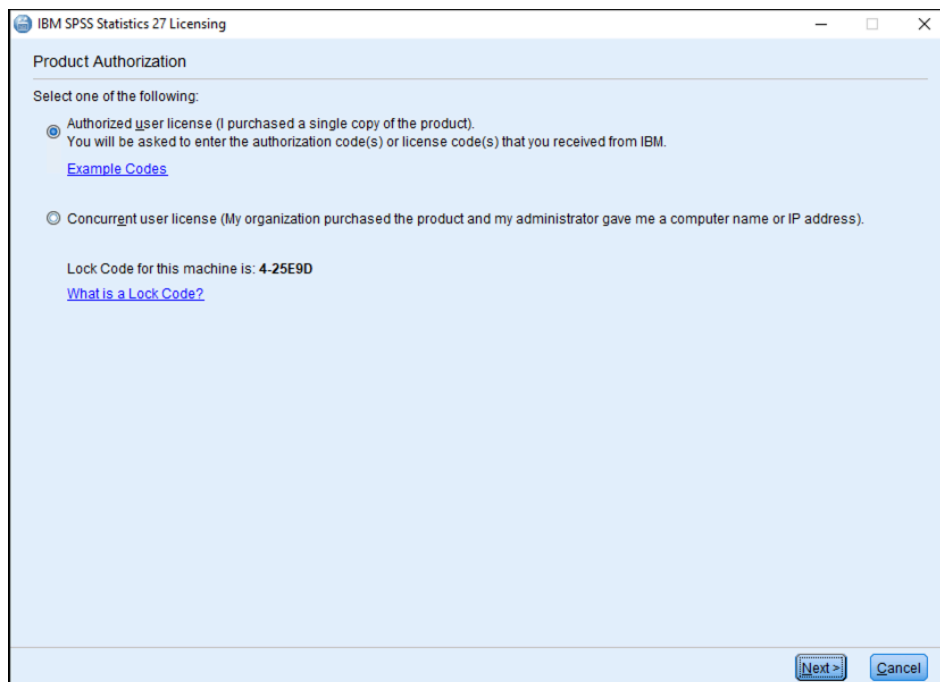 IBM SPSS Statistics 27 Licensing
Product Authorization
Select one of the following:
Authorized user license (I purchased a single copy of the product).
You will be asked to enter the authorization code(s) or license code(s) that you received from IBM.
Example Codes
Concurrent user license (My organization purchased the product and my administrator gave me a computer name or IP address).
Lock Code for this machine is: 4-25E9D
What is a Lock Code?
Next >
Cancel